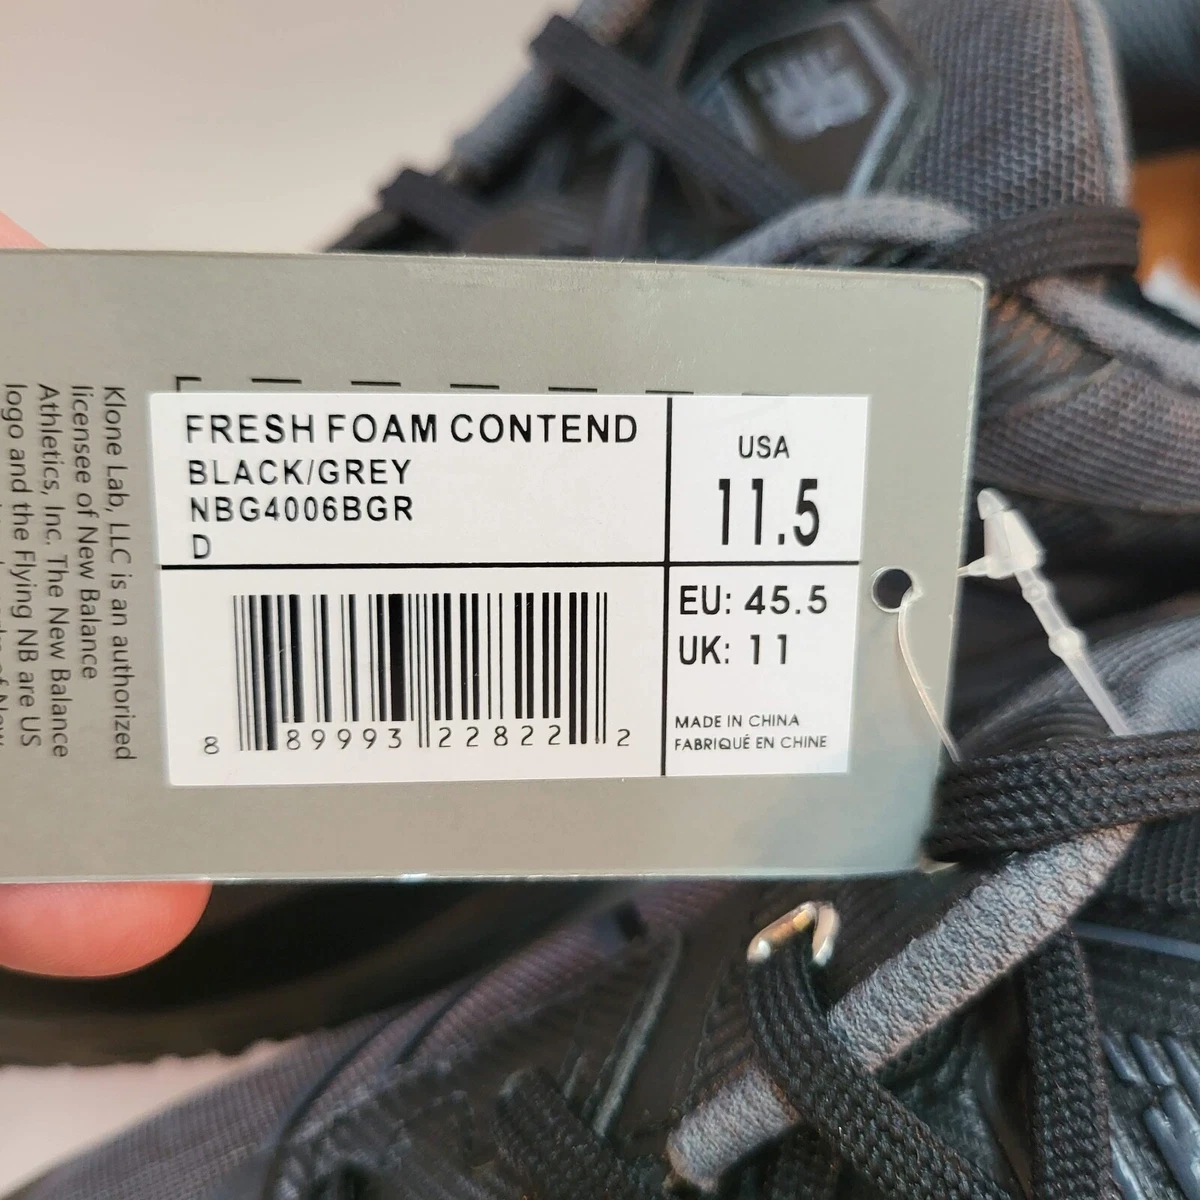 FRESH FOAM CONTEND
BLACK/GREY
NBG4006BGR
D
USA
11.5
EU: 45.5
UK: 11
MADE IN CHINA
FABRIQUÉ EN CHINE
8 89993 22822 2
Klone Lab, LLC is an authorized
licensee of New Balance
Athletics, Inc. The New Balance
logo and the Flying NB are US